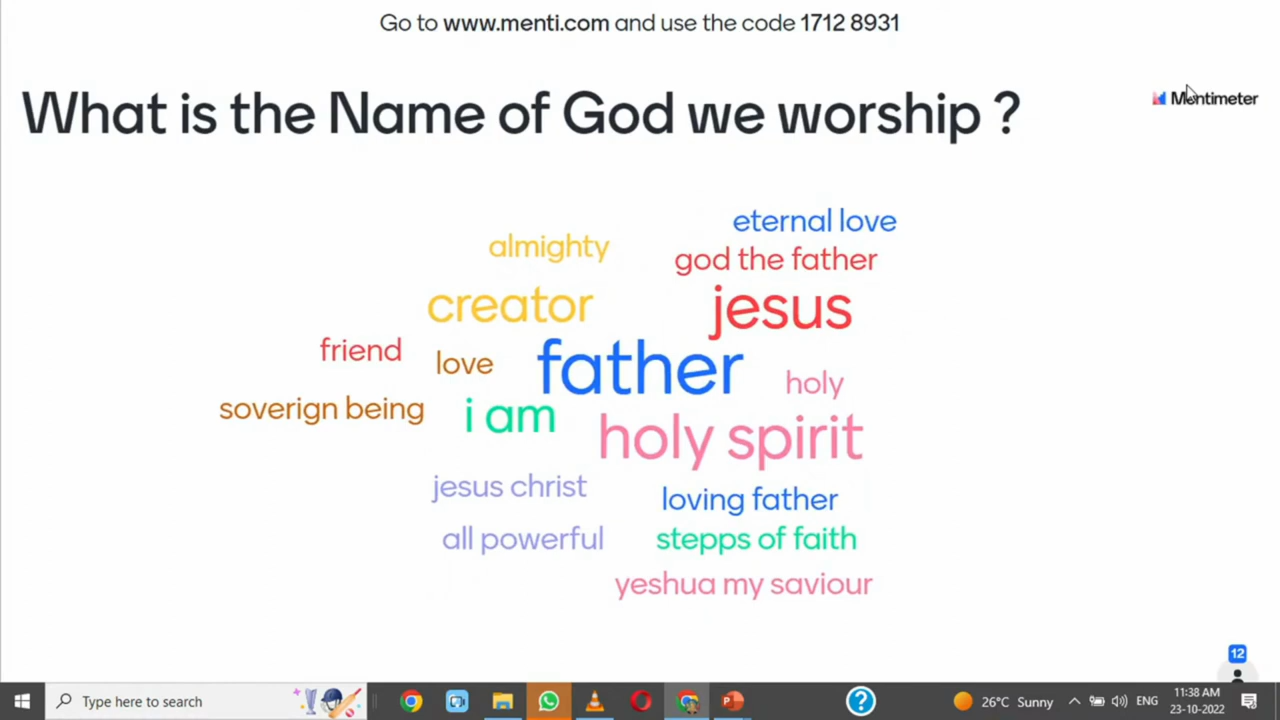 Go to www.menti.com and use the code 1712 8931
What is the Name of God we worship ?
Mentimeter
eternal love
almighty
god the father
creator
jesus
friend
love
father
holy
soverign being
i am
holy spirit
jesus christ
loving father
all powerful
stepps of faith
yeshua my saviour
12
Type here to search
26°C Sunny
ENG
11:38 AM
23-10-2022